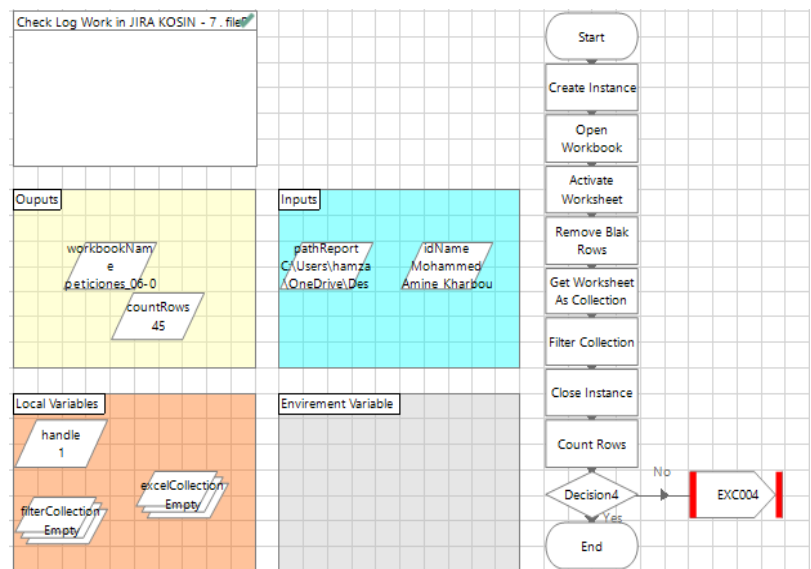 Check Log Work in JIRA KOSIN - 7 . file
Start
Create Instance
Open
Workbook
Activate
Worksheet
Remove Blak
Rows
Get Worksheet
As Collection
Filter Collection
Close Instance
Count Rows
Decision4
No
EXC004
Yes
End
Ouputs
workbookNam
e
peticiones_06-0
countRows
45
Inputs
pathReport
C:\Users\hamza
\OneDrive\Des
idName
Mohammed
Amine Kharbou
Local Variables
handle
1
excelCollection
Empty
filterCollection
Empty
Envirement Variable